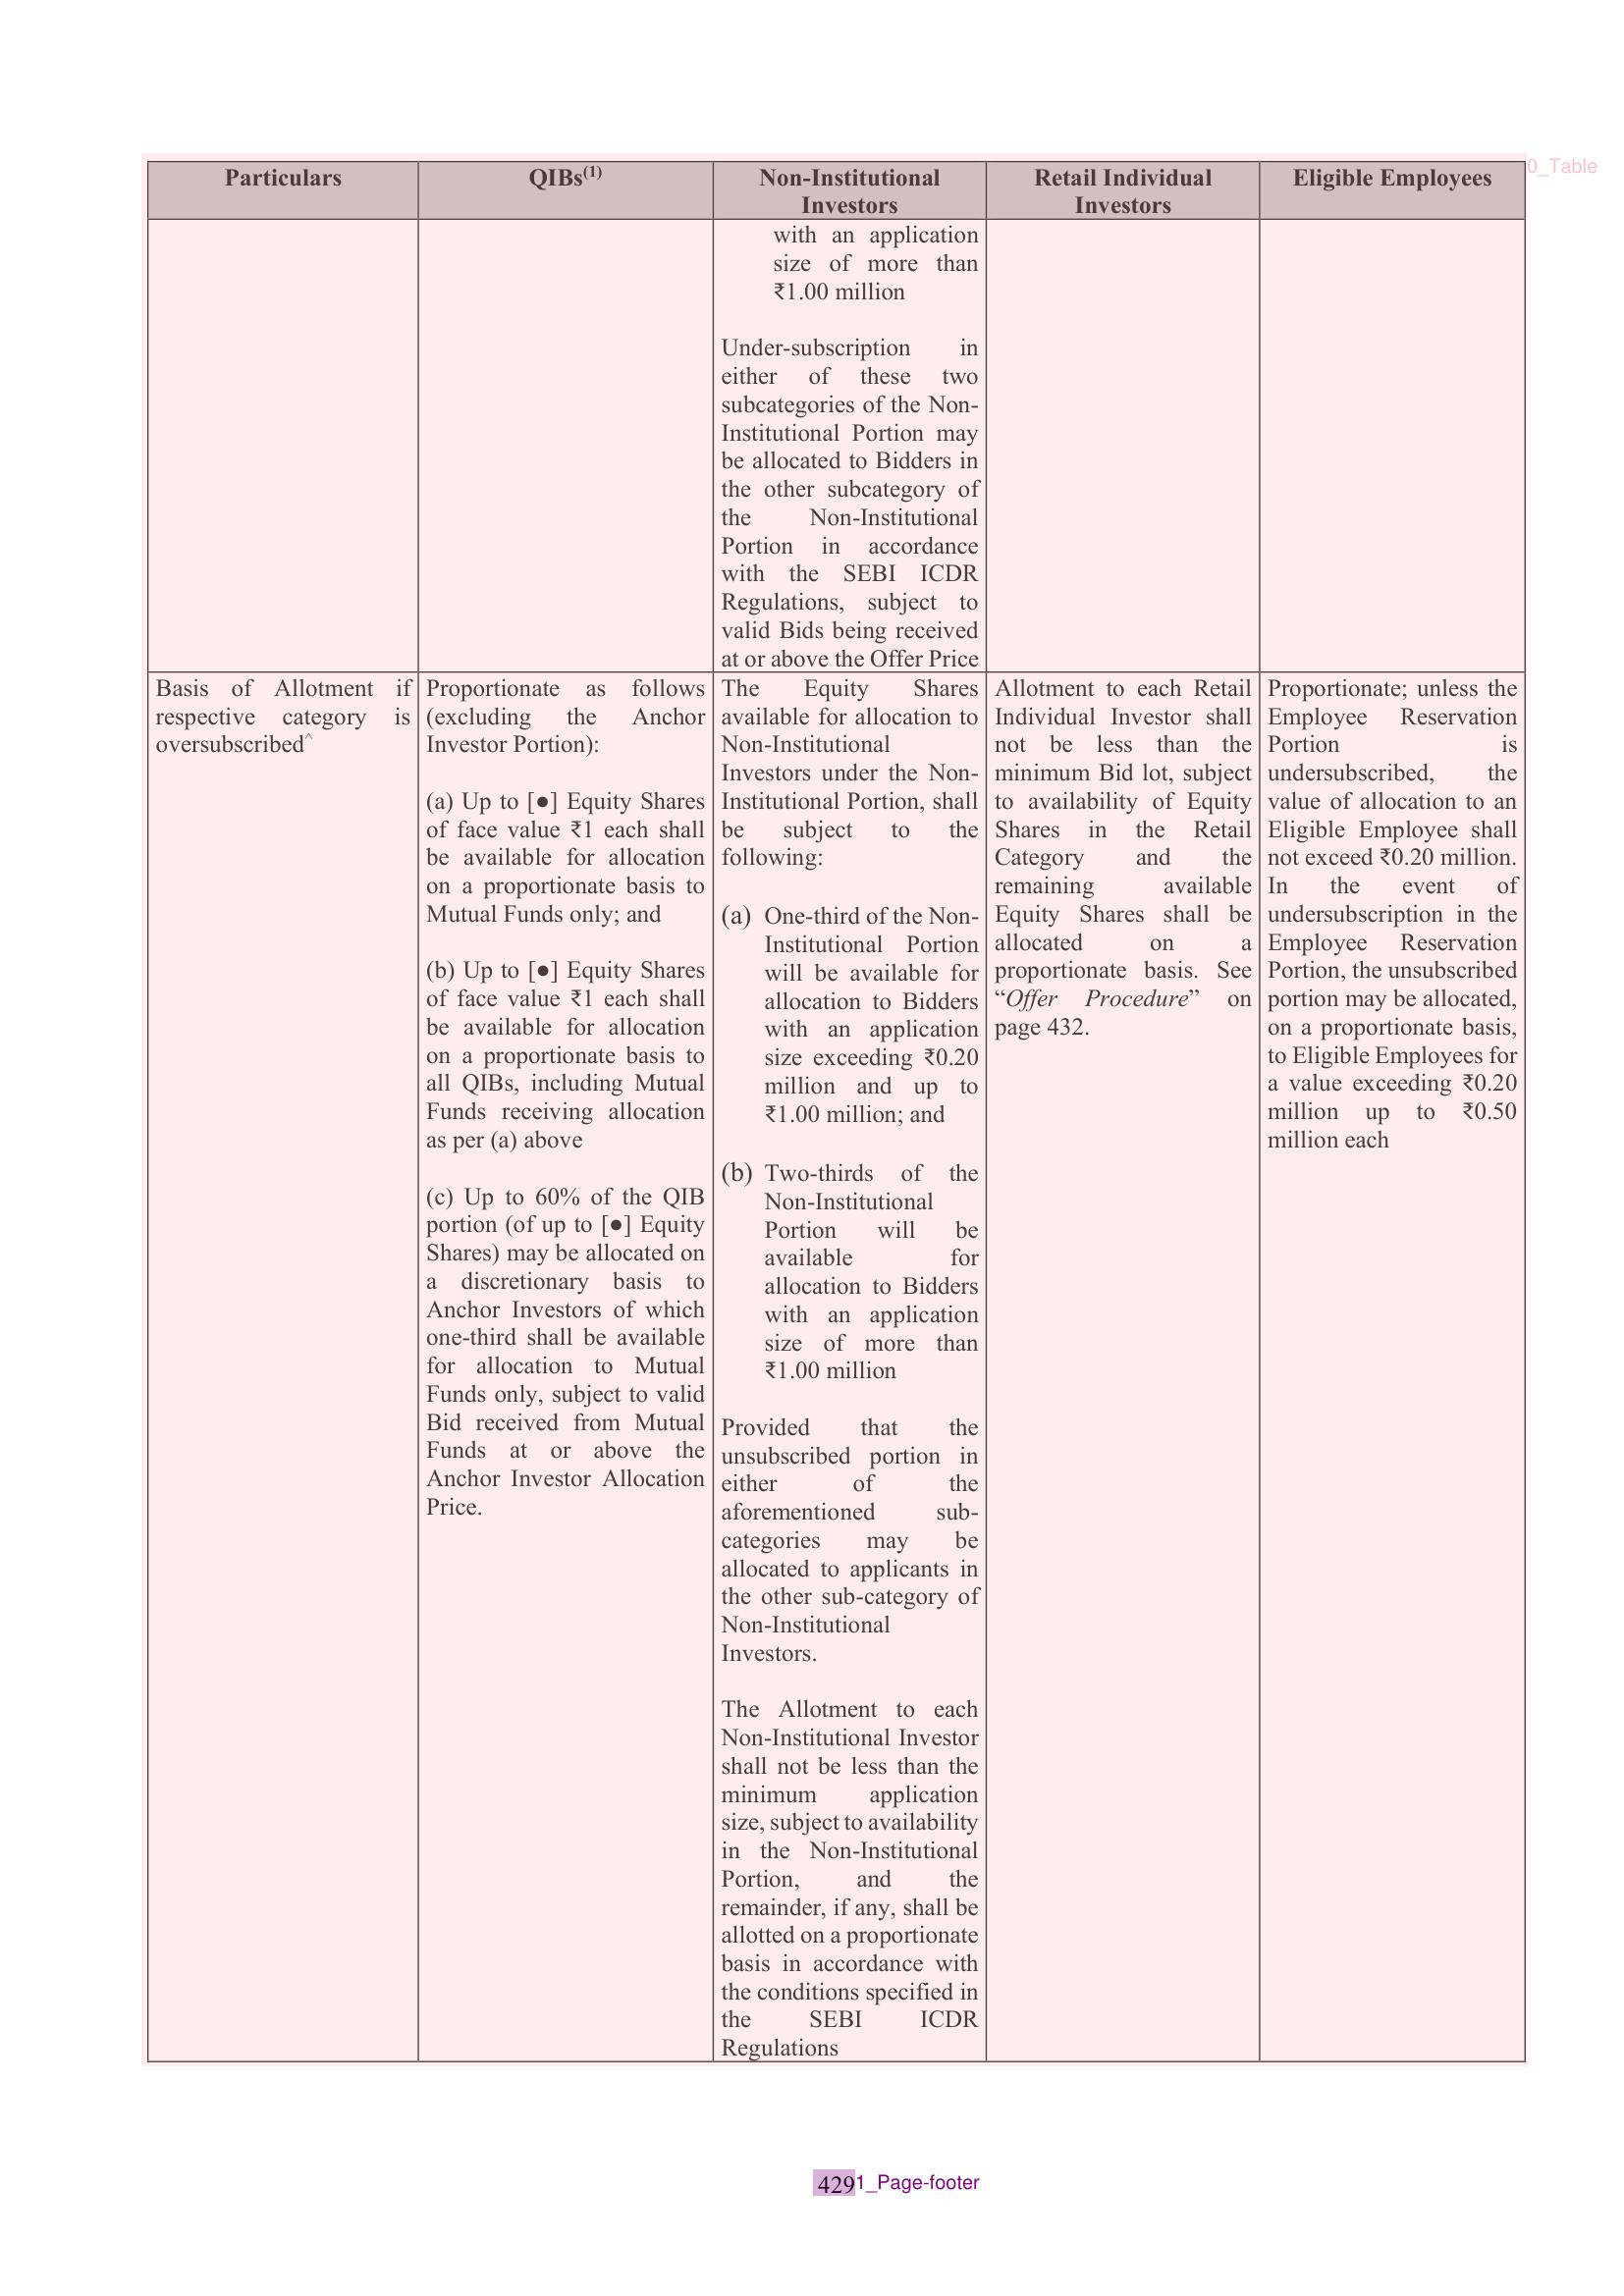 Particulars
QIBs(1)
Non-Institutional
Investors
Retail Individual
Investors
Eligible Employees
0_Table
with an application
size of more than
₹1.00 million
Under-subscription in
either of these two
subcategories of the Non-
Institutional Portion may
be allocated to Bidders in
the other subcategory of
the Non-Institutional
Portion in accordance
with the SEBI ICDR
Regulations, subject to
valid Bids being received
at or above the Offer Price
Basis of Allotment if
respective category is
oversubscribed^
Proportionate as follows
(excluding the Anchor
Investor Portion):
(a) Up to [●] Equity Shares
of face value ₹1 each shall
be available for allocation
on a proportionate basis to
Mutual Funds only; and
(b) Up to [●] Equity Shares
of face value ₹1 each shall
be available for allocation
on a proportionate basis to
all QIBs, including Mutual
Funds receiving allocation
as per (a) above
(c) Up to 60% of the QIB
portion (of up to [●] Equity
Shares) may be allocated on
a discretionary basis to
Anchor Investors of which
one-third shall be available
for allocation to Mutual
Funds only, subject to valid
Bid received from Mutual
Funds at or above the
Anchor Investor Allocation
Price.
The Equity Shares
available for allocation to
Non-Institutional
Investors under the Non-
Institutional Portion, shall
be subject to the
following:
(a) One-third of the Non-
Institutional Portion
will be available for
allocation to Bidders
with an application
size exceeding ₹0.20
million and up to
₹1.00 million; and
(b) Two-thirds of the
Non-Institutional
Portion will be
available for
allocation to Bidders
with an application
size of more than
₹1.00 million
Provided that the
unsubscribed portion in
either of the
aforementioned sub-
categories may be
allocated to applicants in
the other sub-category of
Non-Institutional
Investors.
The Allotment to each
Non-Institutional Investor
shall not be less than the
minimum application
size, subject to availability
in the Non-Institutional
Portion, and the
remainder, if any, shall be
allotted on a proportionate
basis in accordance with
the conditions specified in
the SEBI ICDR
Regulations
Allotment to each Retail
Individual Investor shall
not be less than the
minimum Bid lot, subject
to availability of Equity
Shares in the Retail
Category and the
remaining available
Equity Shares shall be
allocated on a
proportionate basis. See
“Offer Procedure” on
page 432.
Proportionate; unless the
Employee Reservation
Portion is
undersubscribed, the
value of allocation to an
Eligible Employee shall
not exceed ₹0.20 million.
In the event of
undersubscription in the
Employee Reservation
Portion, the unsubscribed
portion may be allocated,
on a proportionate basis,
to Eligible Employees for
a value exceeding ₹0.20
million up to ₹0.50
million each
429
1_Page-footer